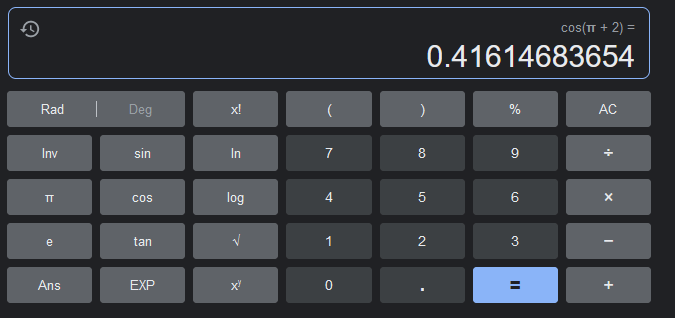 cos(π + 2) =
0.41614683654
Rad | Deg x! ( ) % AC
Inv sin ln 7 8 9 ÷
π cos log 4 5 6 ×
e tan √ 1 2 3 −
Ans EXP xʸ 0 . = +